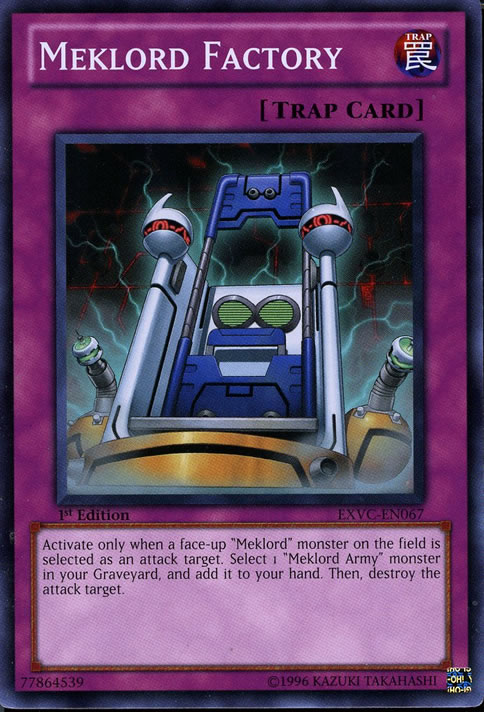 MEKLORD FACTORY
TRAP
罠
[TRAP CARD]
1st Edition
EXVC-EN067
Activate only when a face-up "Meklord" monster on the field is
selected as an attack target. Select 1 "Meklord Army" monster
in your Graveyard, and add it to your hand. Then, destroy the
attack target.
77864539
©1996 KAZUKI TAKAHASHI